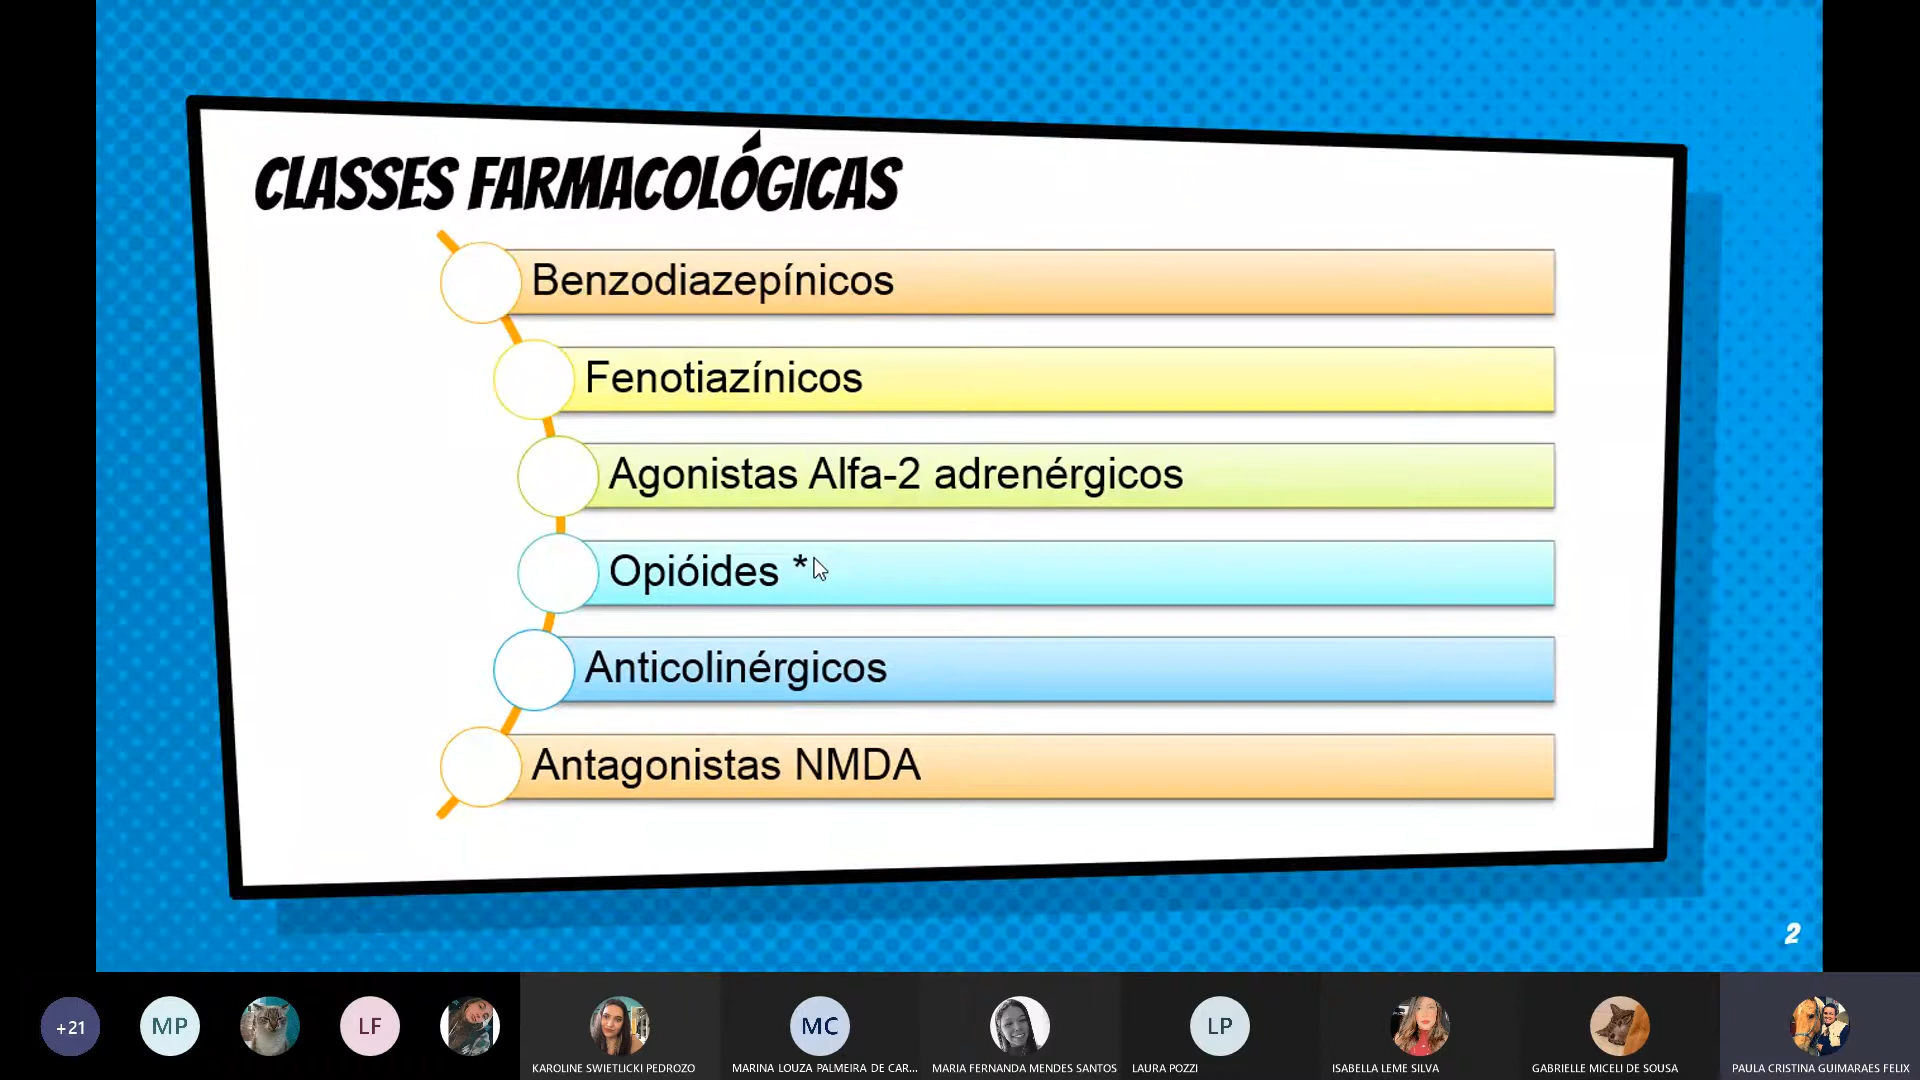 CLASSES FARMACOLÓGICAS
Benzodiazepínicos
Fenotiazínicos
Agonistas Alfa-2 adrenérgicos
Opióides *
Anticolinérgicos
Antagonistas NMDA
2
+21
MP
LF
MC
LP
KAROLINE SWIETLICKI PEDROZO
MARINA LOUZA PALMEIRA DE CAR...
MARIA FERNANDA MENDES SANTOS
LAURA POZZI
ISABELLA LEME SILVA
GABRIELLE MICELI DE SOUSA
PAULA CRISTINA GUIMARAES FELIX